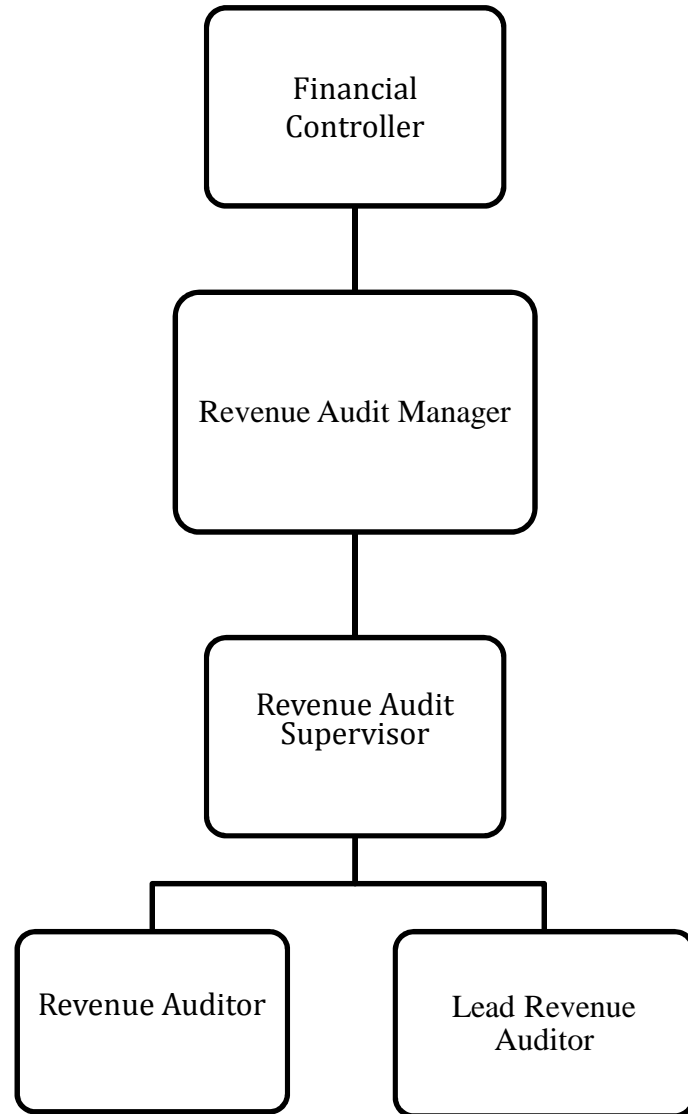 Financial
Controller
Revenue Audit Manager
Revenue Audit
Supervisor
Revenue Auditor
Lead Revenue
Auditor